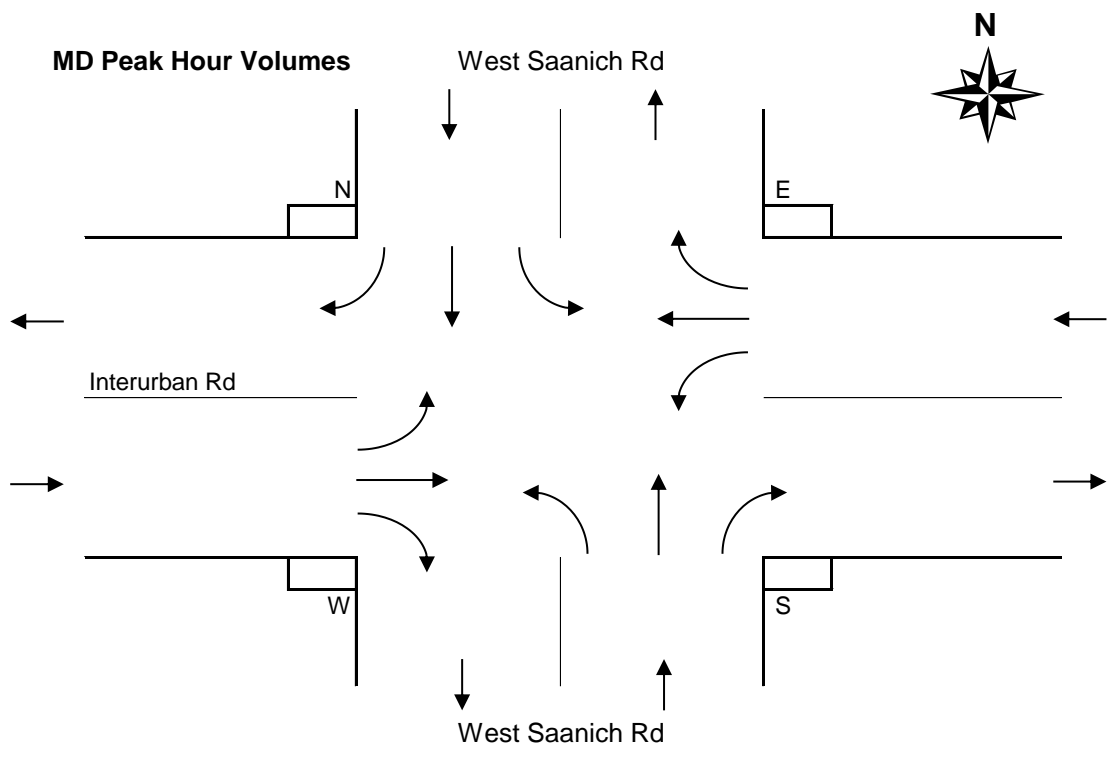 N
MD Peak Hour Volumes
West Saanich Rd
N
E
Interurban Rd
W
S
West Saanich Rd